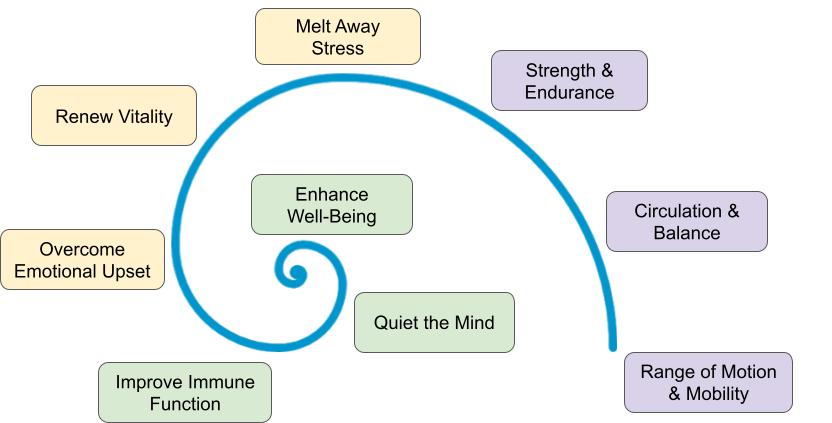 Melt Away
Stress
Strength &
Endurance
Renew Vitality
Enhance
Well-Being
Circulation &
Balance
Overcome
Emotional Upset
Quiet the Mind
Improve Immune
Function
Range of Motion
& Mobility